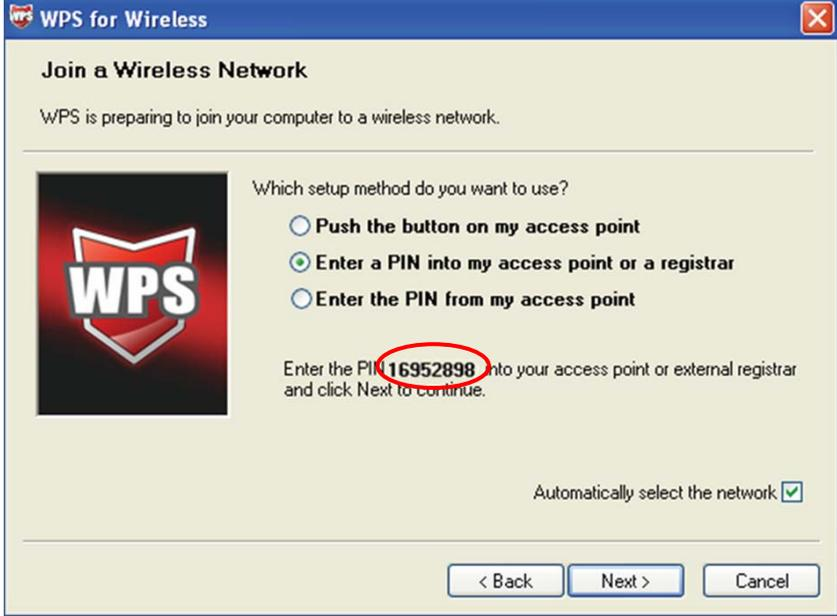 WPS WPS for Wireless
Join a Wireless Network
WPS is preparing to join your computer to a wireless network.
Which setup method do you want to use?
Push the button on my access point
Enter a PIN into my access point or a registrar
Enter the PIN from my access point
WPS
Enter the PIN 16952898 into your access point or external registrar
and click Next to continue.
Automatically select the network
< Back
Next >
Cancel